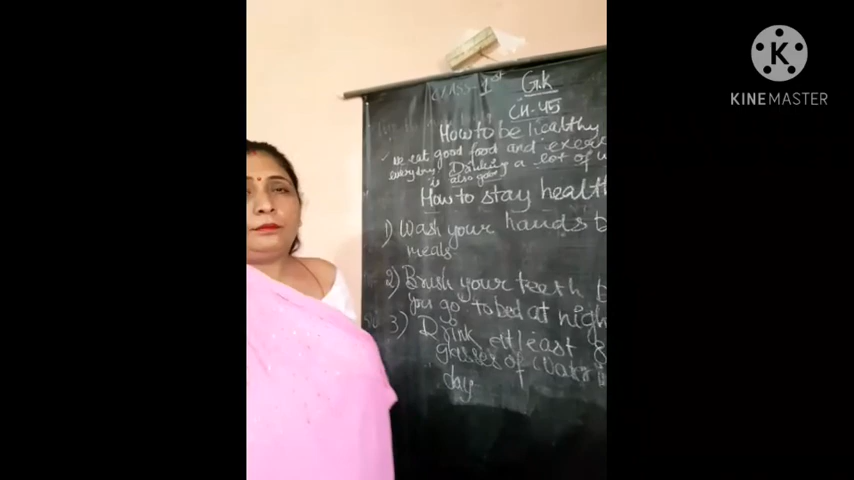 CLASS-1st G.K
CH-45
How to be healthy
we eat good food and
everyday. Drinking a lot of
is also good
How to stay health
1) Wash your hands
meals
2) Brush your teeth
you go to bed at nigh
3) Drink at least 8
glasses of Water
day
K
KINEMASTER